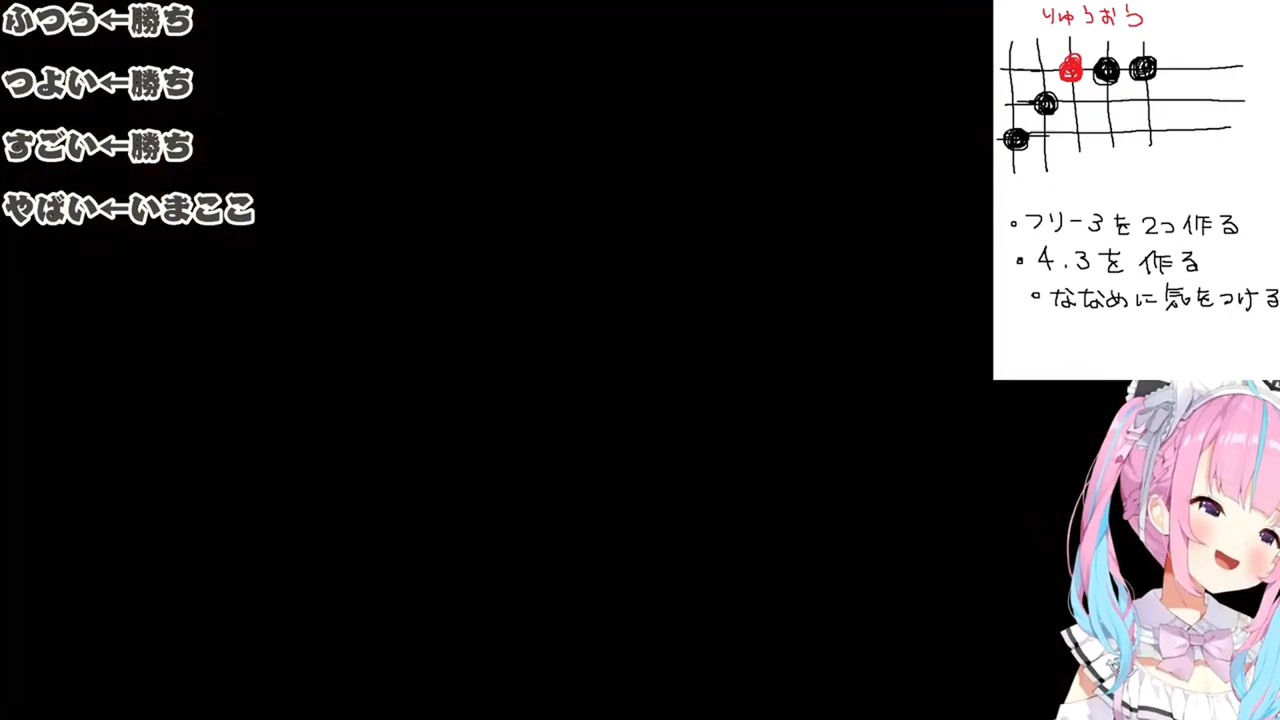 ふつう←勝ち
つよい←勝ち
すごい←勝ち
やばい←いまここ
りゅうおう
・フリー3を2つ作る
・4.3を作る
・ななめに気をつける